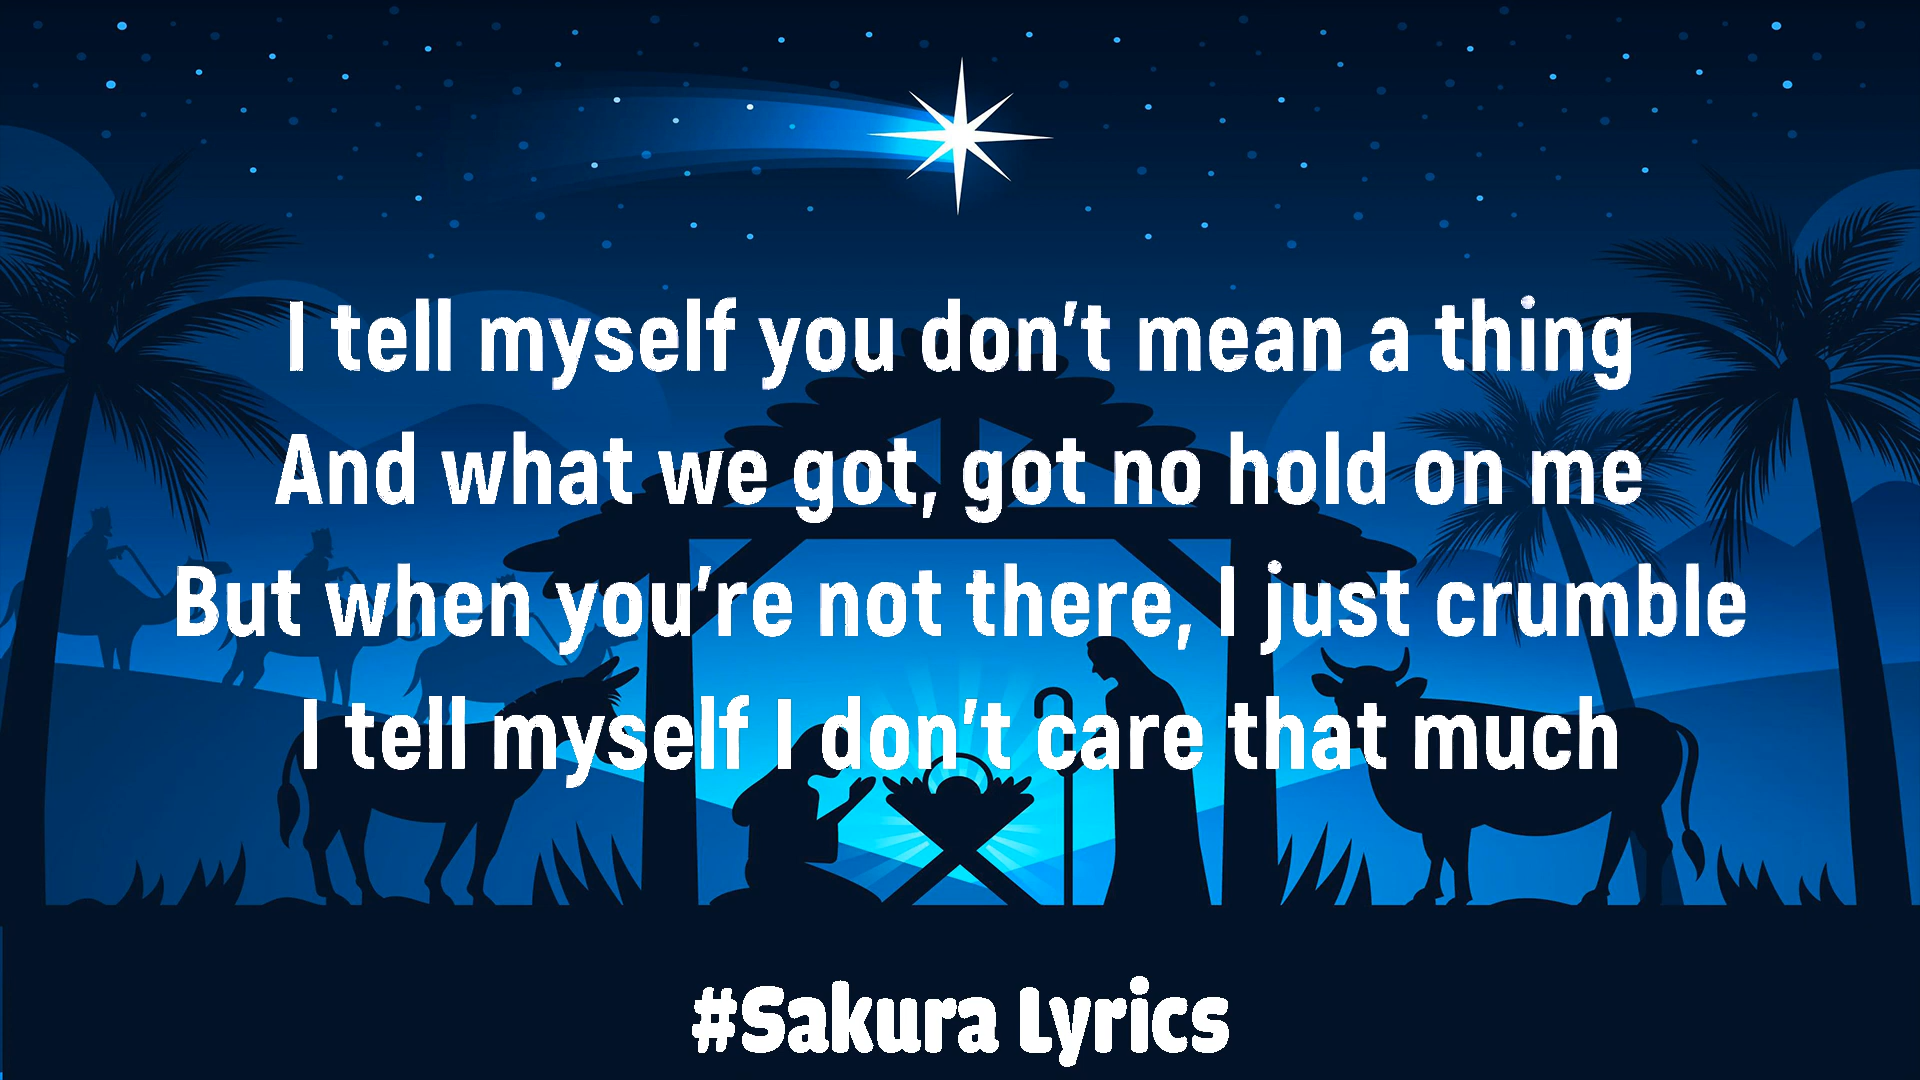 I tell myself you don't mean a thing
And what we got, got no hold on me
But when you're not there, I just crumble
I tell myself I don't care that much
#Sakura Lyrics